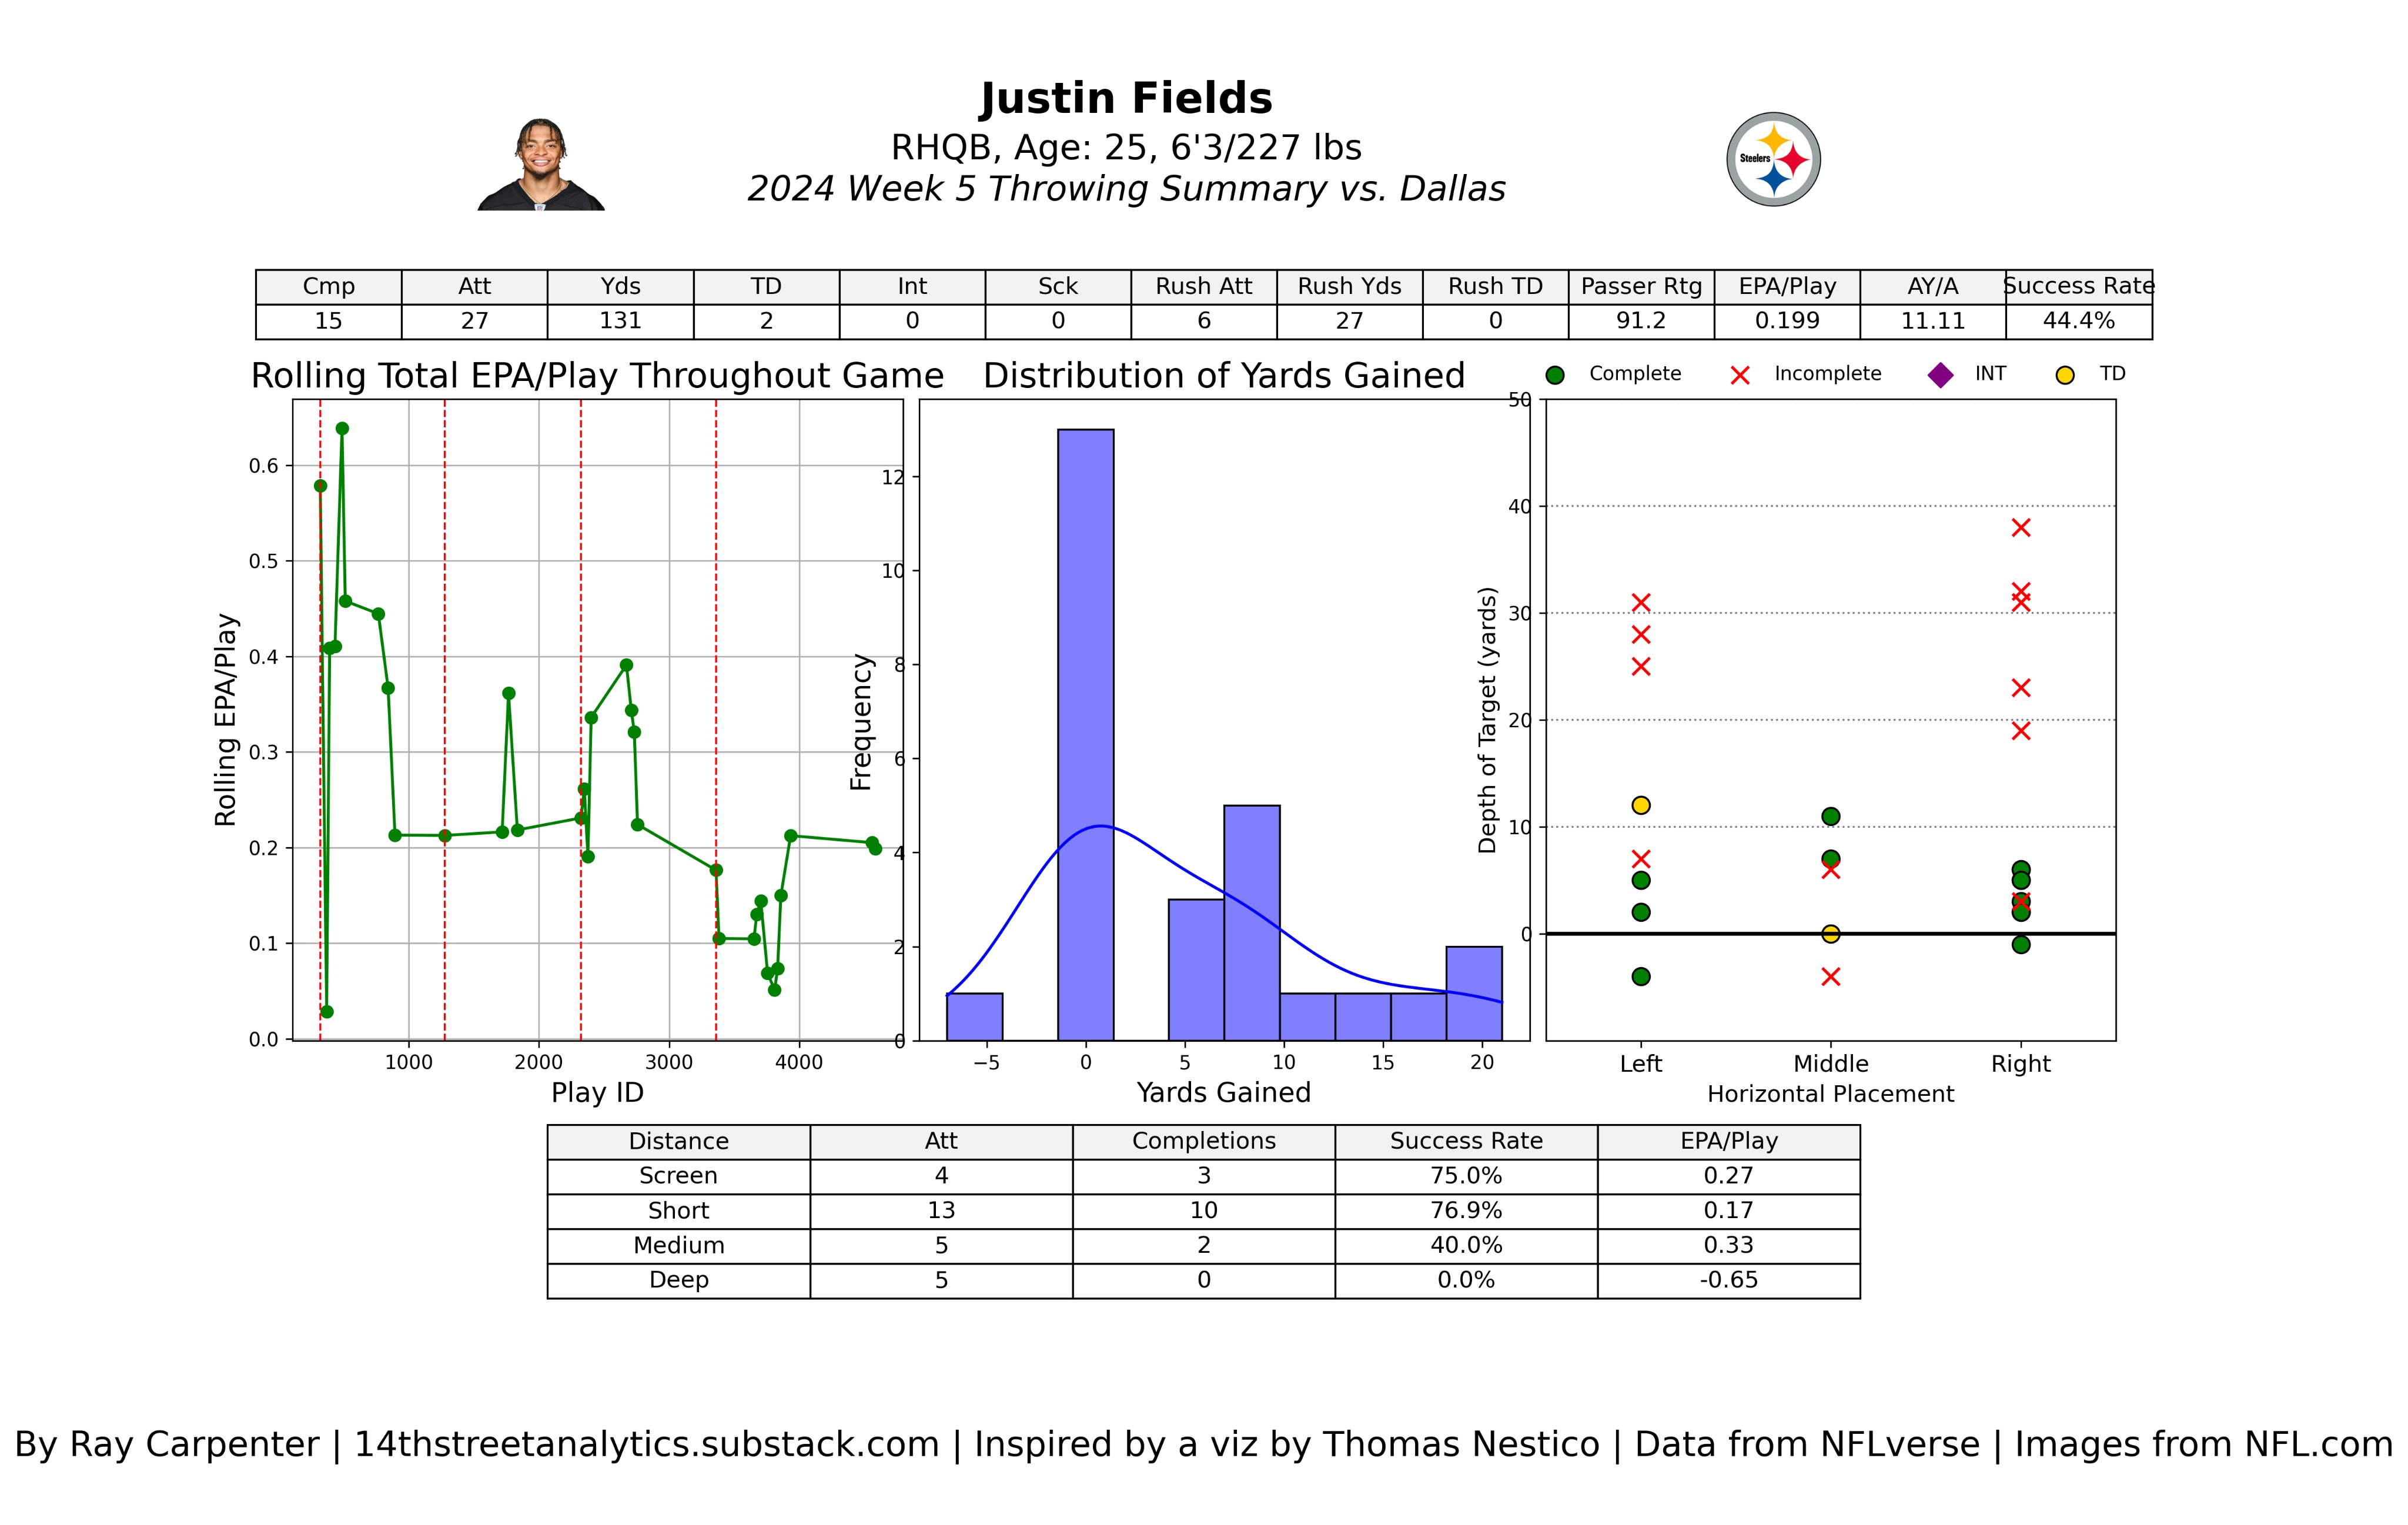 Justin Fields
RHQB, Age: 25, 6'3/227 lbs
2024 Week 5 Throwing Summary vs. Dallas
Steelers
Cmp Att Yds TD Int Sck Rush Att Rush Yds Rush TD Passer Rtg EPA/Play AY/A Success Rate
15 27 131 2 0 0 6 27 0 91.2 0.199 11.11 44.4%
Rolling Total EPA/Play Throughout Game
Rolling EPA/Play
0.6
0.5
0.4
0.3
0.2
0.1
0.0
1000 2000 3000 4000
Play ID
Distribution of Yards Gained
Frequency
12
10
8
6
4
2
0
−5 0 5 10 15 20
Yards Gained
Complete Incomplete INT TD
Depth of Target (yards)
50
40
30
20
10
0
Left Middle Right
Horizontal Placement
Distance Att Completions Success Rate EPA/Play
Screen 4 3 75.0% 0.27
Short 13 10 76.9% 0.17
Medium 5 2 40.0% 0.33
Deep 5 0 0.0% -0.65
By Ray Carpenter | 14thstreetanalytics.substack.com | Inspired by a viz by Thomas Nestico | Data from NFLverse | Images from NFL.com